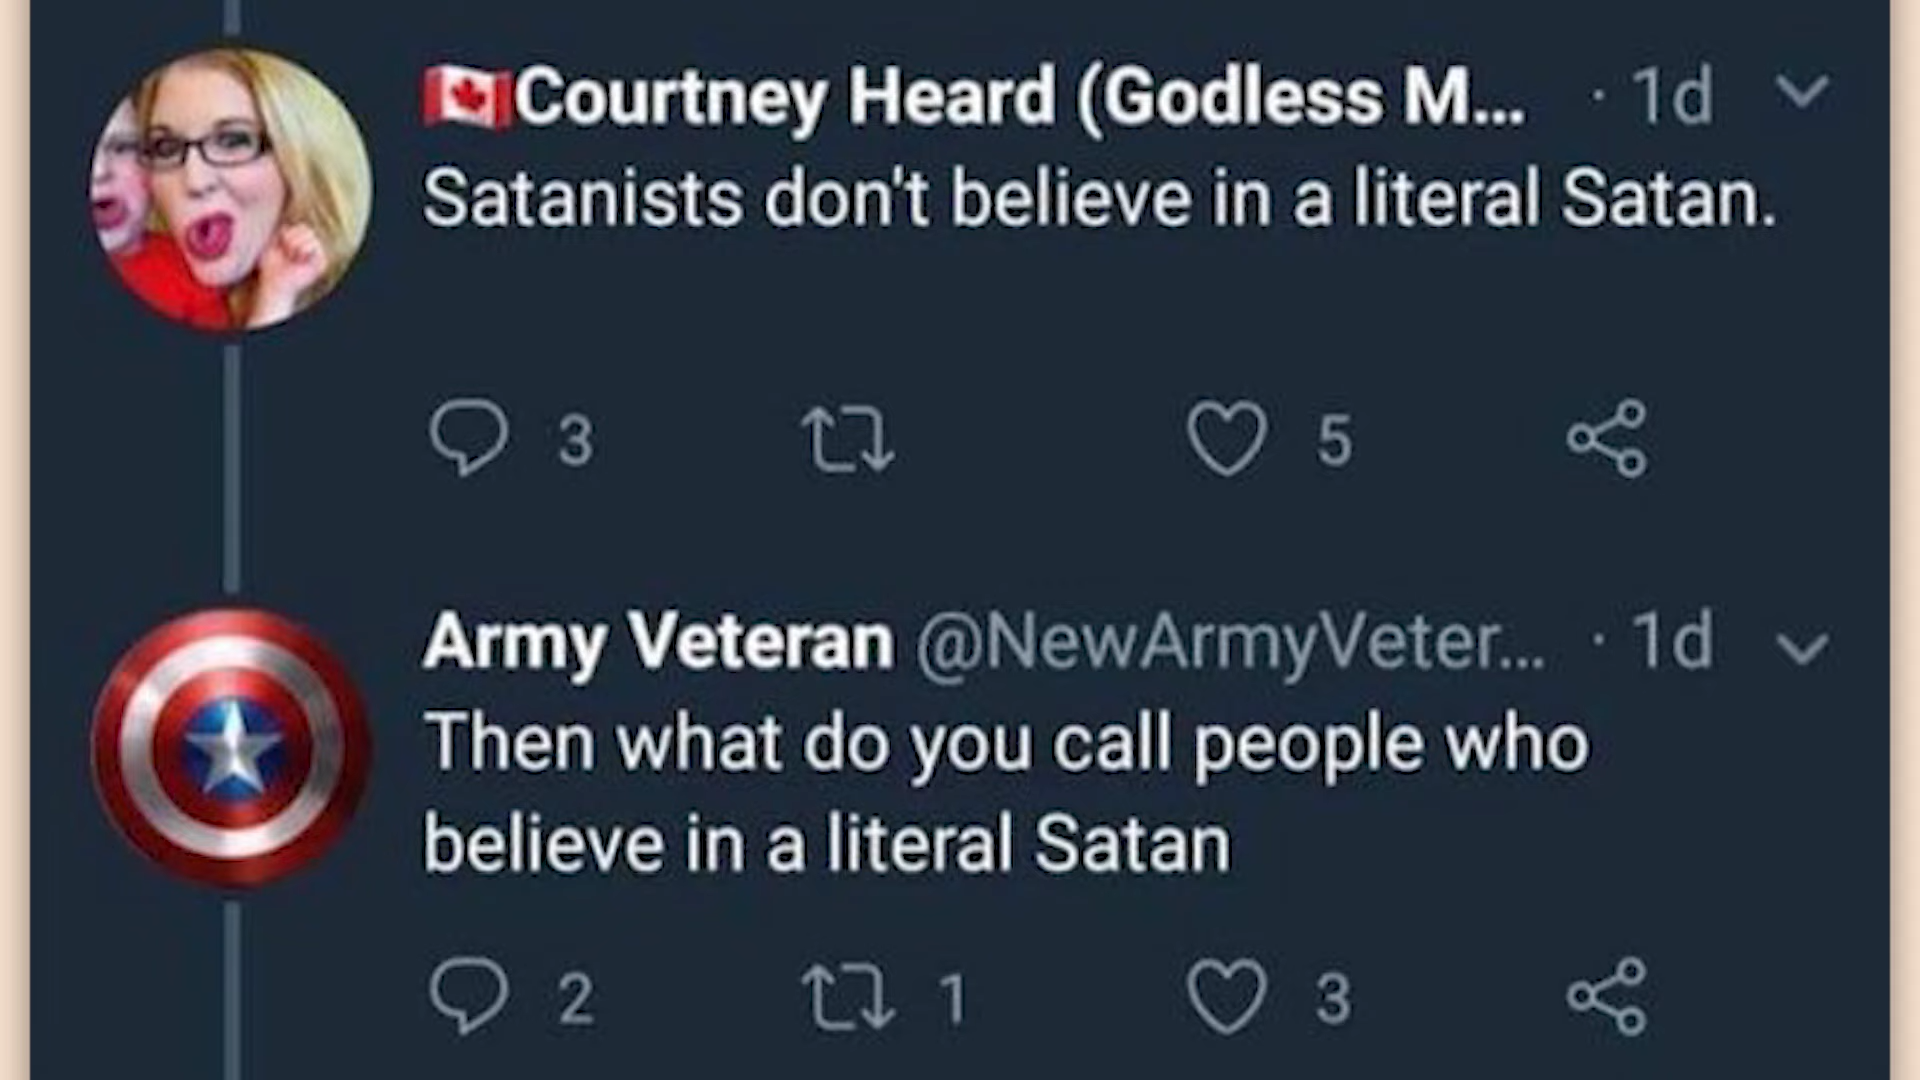 🇨🇦Courtney Heard (Godless M... · 1d
Satanists don't believe in a literal Satan.
3 5
Army Veteran @NewArmyVeter... · 1d
Then what do you call people who
believe in a literal Satan
2 1 3